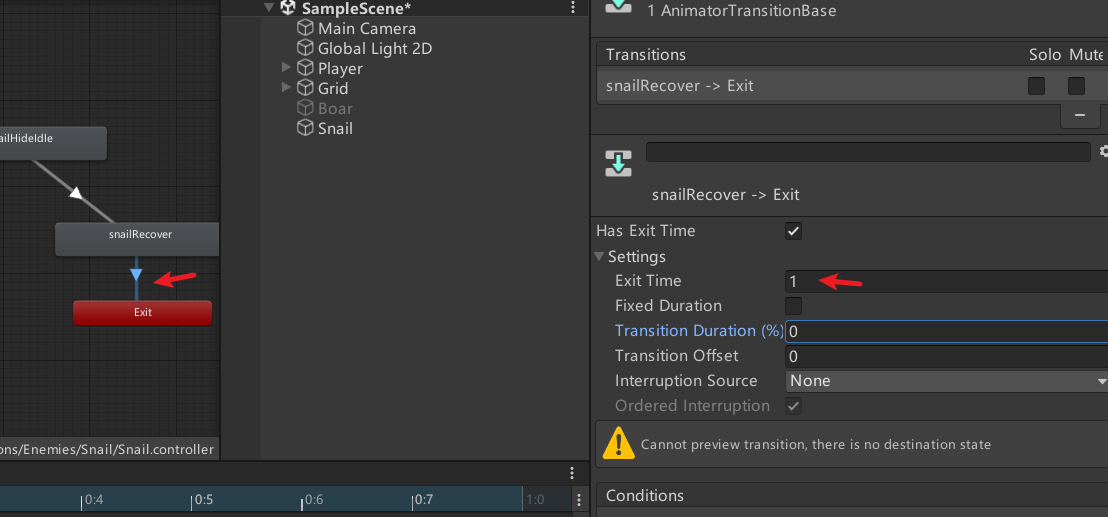 SampleScene*
Main Camera
Global Light 2D
Player
Grid
Boar
Snail
ailHideIdle
snailRecover
Exit
ons/Enemies/Snail/Snail.controller
0:4
0:5
0:6
0:7
1:0
1 AnimatorTransitionBase
Transitions Solo Mute
snailRecover -> Exit
snailRecover -> Exit
Has Exit Time
Settings
Exit Time 1
Fixed Duration
Transition Duration (%) 0
Transition Offset 0
Interruption Source None
Ordered Interruption
Cannot preview transition, there is no destination state
Conditions